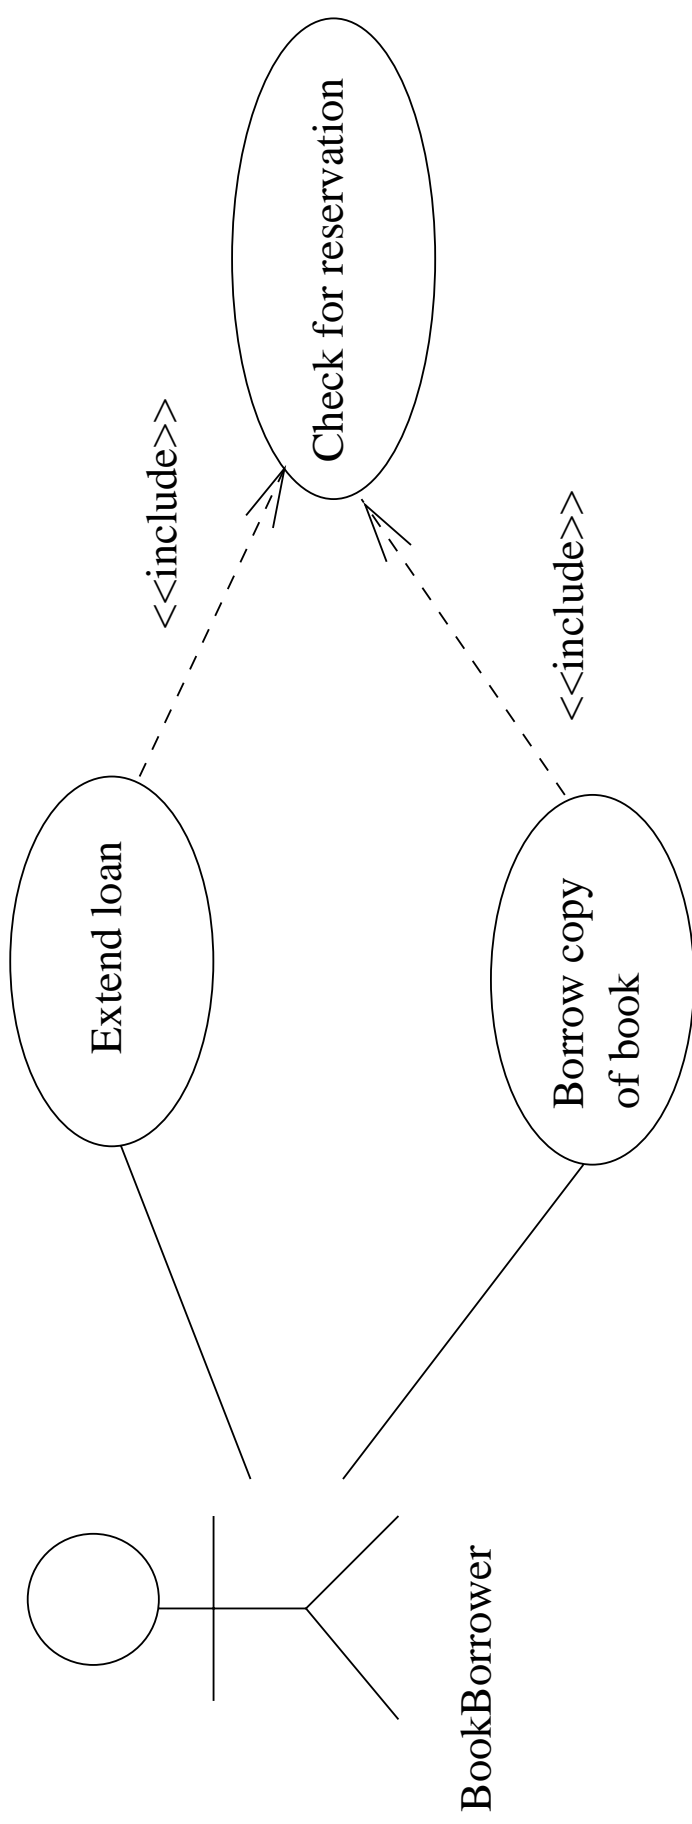 Extend loan
<<include>>
Check for reservation
BookBorrower
Borrow copy
of book
<<include>>